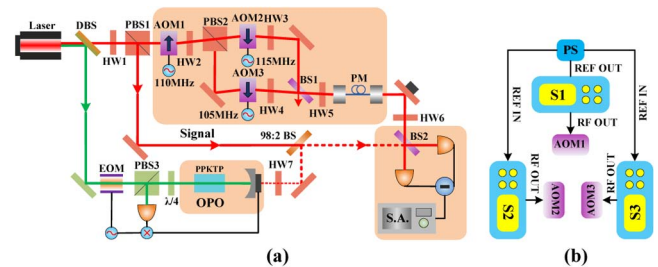 Laser
DBS
HW1
PBS1
AOM1
HW2
110MHz
PBS2
AOM2
HW3
115MHz
AOM3
HW4
105MHz
BS1
HW5
PM
HW6
Signal
98:2 BS
BS2
EOM
PBS3
λ/4
PPKTP
OPO
HW7
S.A.
(a)
PS
REF OUT
REF IN
REF IN
S1
RF OUT
AOM1
RF OUT
RF OUT
S2
AOM2
AOM3
S3
(b)